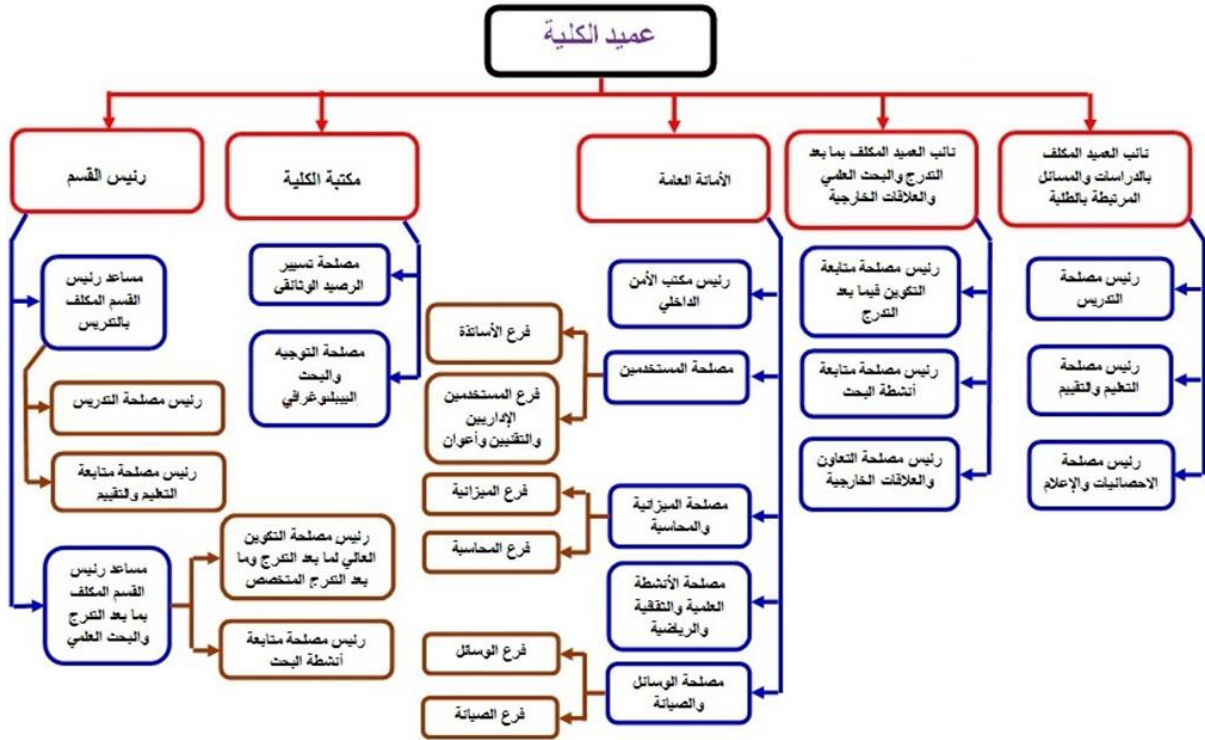 عميد الكلية
نائب العميد المكلف
بالدراسات والمسائل
المرتبطة بالطلبة
نائب العميد المكلف بما بعد
التدرج والبحث العلمي
والعلاقات الخارجية
الأمانة العامة
مكتبة الكلية
رئيس القسم
رئيس مصلحة
التدريس
رئيس مصلحة
التعليم والتقييم
رئيس مصلحة
الاحصائيات والإعلام
رئيس مصلحة متابعة
التكوين فيما بعد
التدرج
رئيس مصلحة متابعة
أنشطة البحث
رئيس مصلحة التعاون
والعلاقات الخارجية
رئيس مكتب الأمن
الداخلي
مصلحة المستخدمين
فرع الأساتذة
فرع المستخدمين
الإداريين
والتقنيين وأعوان
مصلحة الميزانية
والمحاسبة
فرع الميزانية
فرع المحاسبة
مصلحة الأنشطة
العلمية والثقافية
والرياضية
مصلحة الوسائل
والصيانة
فرع الوسائل
فرع الصيانة
مصلحة تسيير
الرصيد الوثائقي
مصلحة التوجيه
والبحث
البيبليوغرافي
مساعد رئيس
القسم المكلف
بالتدريس
رئيس مصلحة التدريس
رئيس مصلحة متابعة
التعليم والتقييم
مساعد رئيس
القسم المكلف
بما بعد التدرج
والبحث العلمي
رئيس مصلحة التكوين
العالي لما بعد التدرج وما
بعد التدرج المتخصص
رئيس مصلحة متابعة
أنشطة البحث